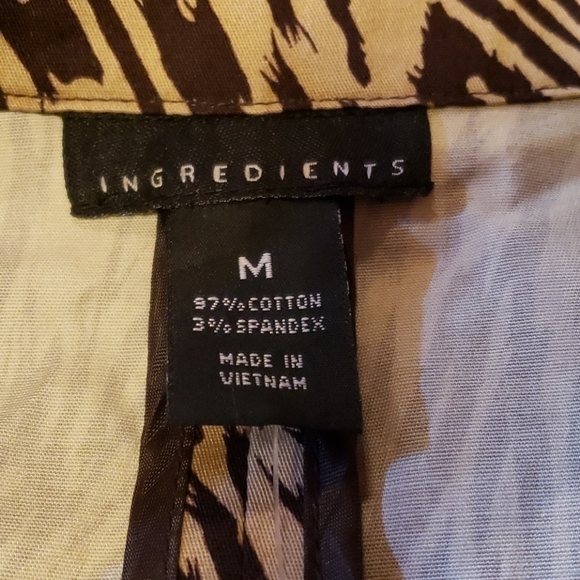 INGREDIENTS
M
97% COTTON
3% SPANDEX
MADE IN
VIETNAM